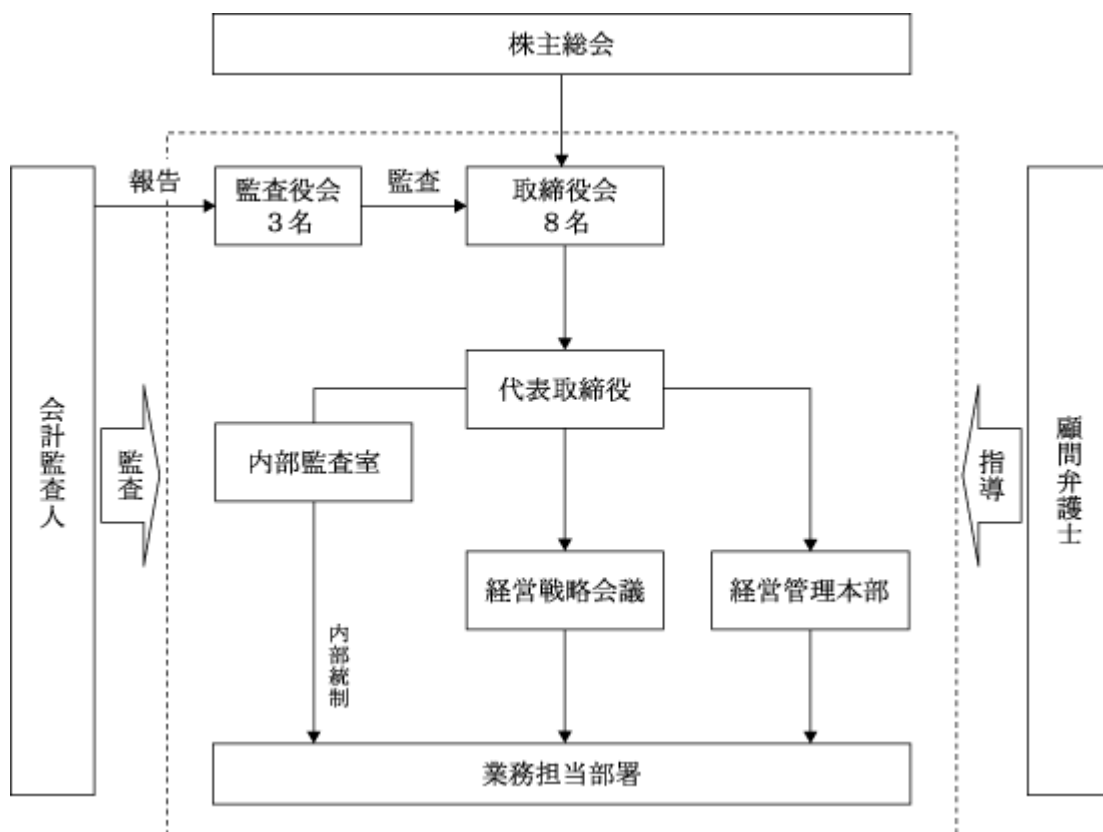 株主総会
報告
監査役会
3名
監査
取締役会
8名
代表取締役
会計監査人
監査
内部監査室
指導
顧問弁護士
経営戦略会議
経営管理本部
内部統制
業務担当部署